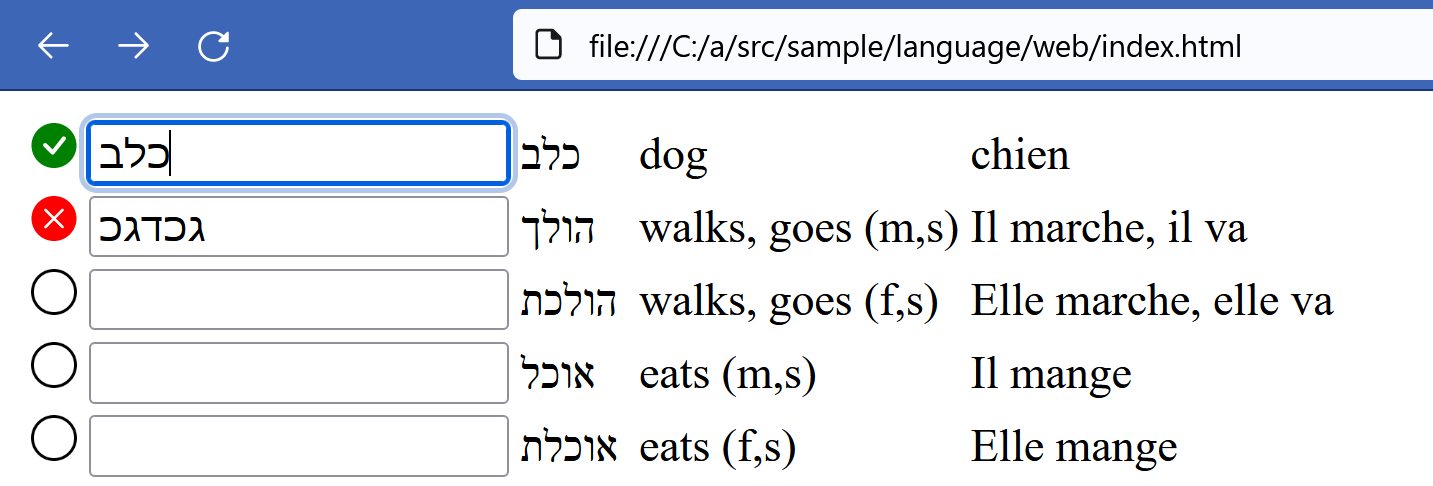 file:///C:/a/src/sample/language/web/index.html
כלב כלב dog chien
גכדגכ הולך walks, goes (m,s) Il marche, il va
הולכת walks, goes (f,s) Elle marche, elle va
אוכל eats (m,s) Il mange
אוכלת eats (f,s) Elle mange